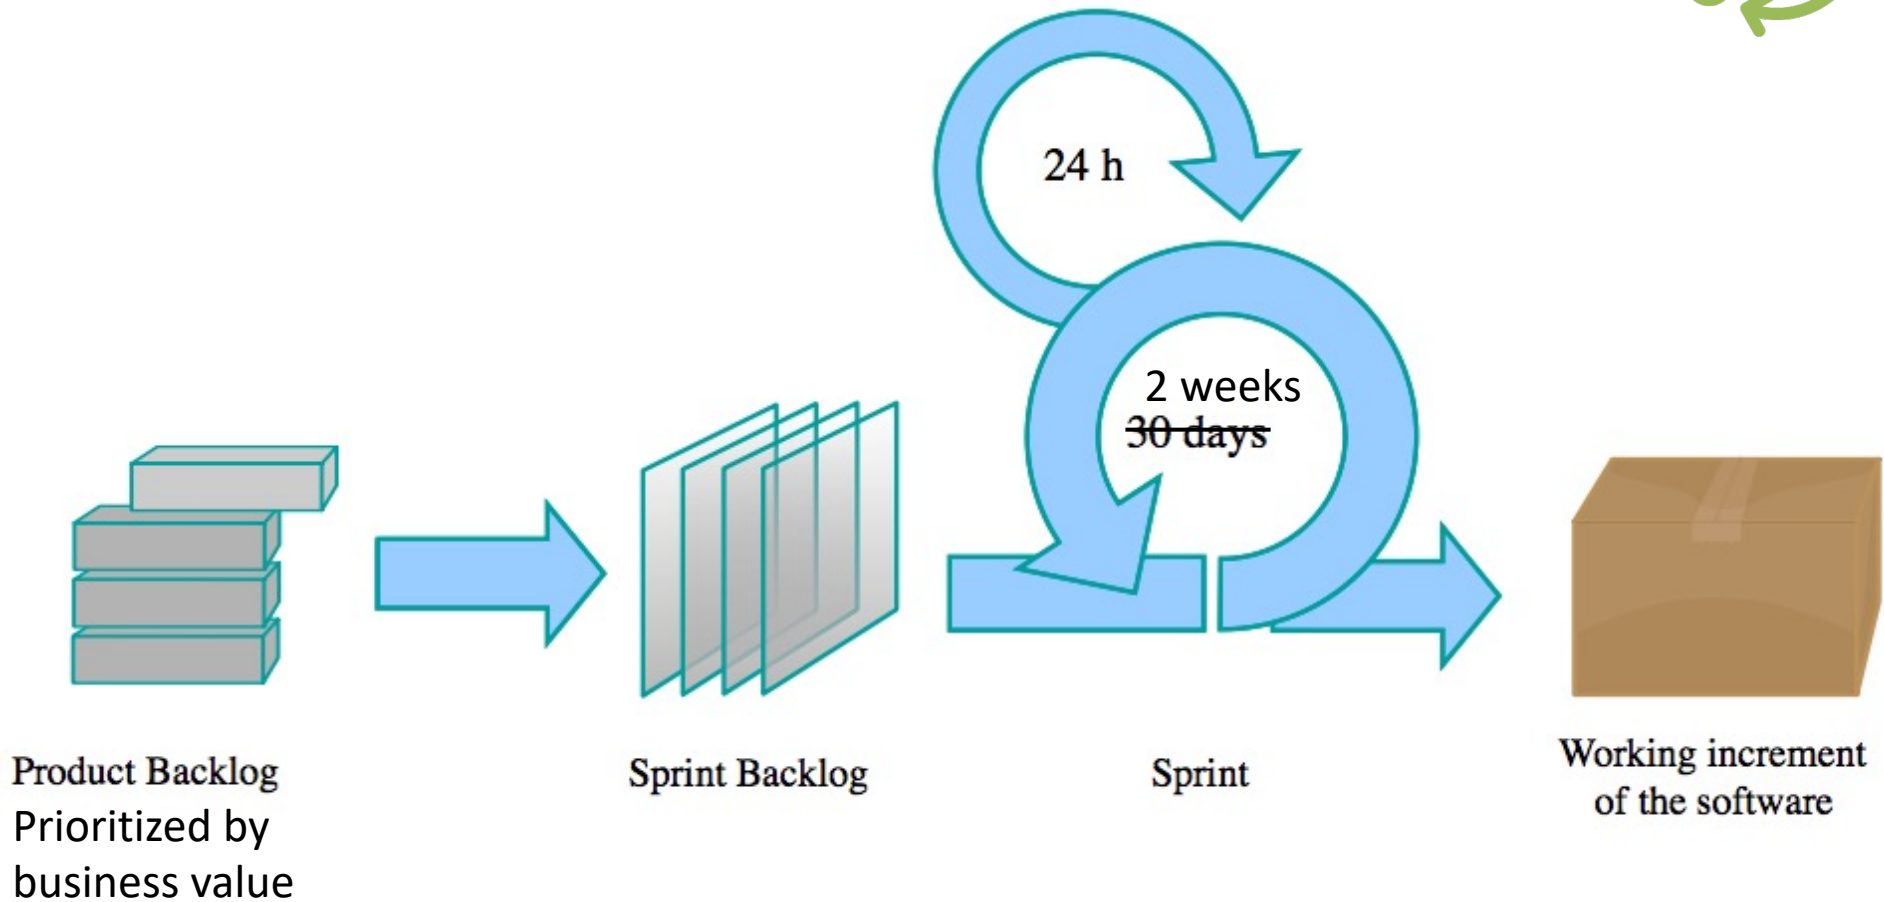 24 h
2 weeks
30 days
Product Backlog
Prioritized by
business value
Sprint Backlog
Sprint
Working increment
of the software